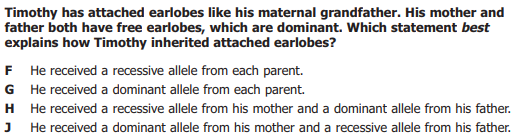 Timothy has attached earlobes like his maternal grandfather. His mother and
father both have free earlobes, which are dominant. Which statement best
explains how Timothy inherited attached earlobes?
F He received a recessive allele from each parent.
G He received a dominant allele from each parent.
H He received a recessive allele from his mother and a dominant allele from his father.
J He received a dominant allele from his mother and a recessive allele from his father.